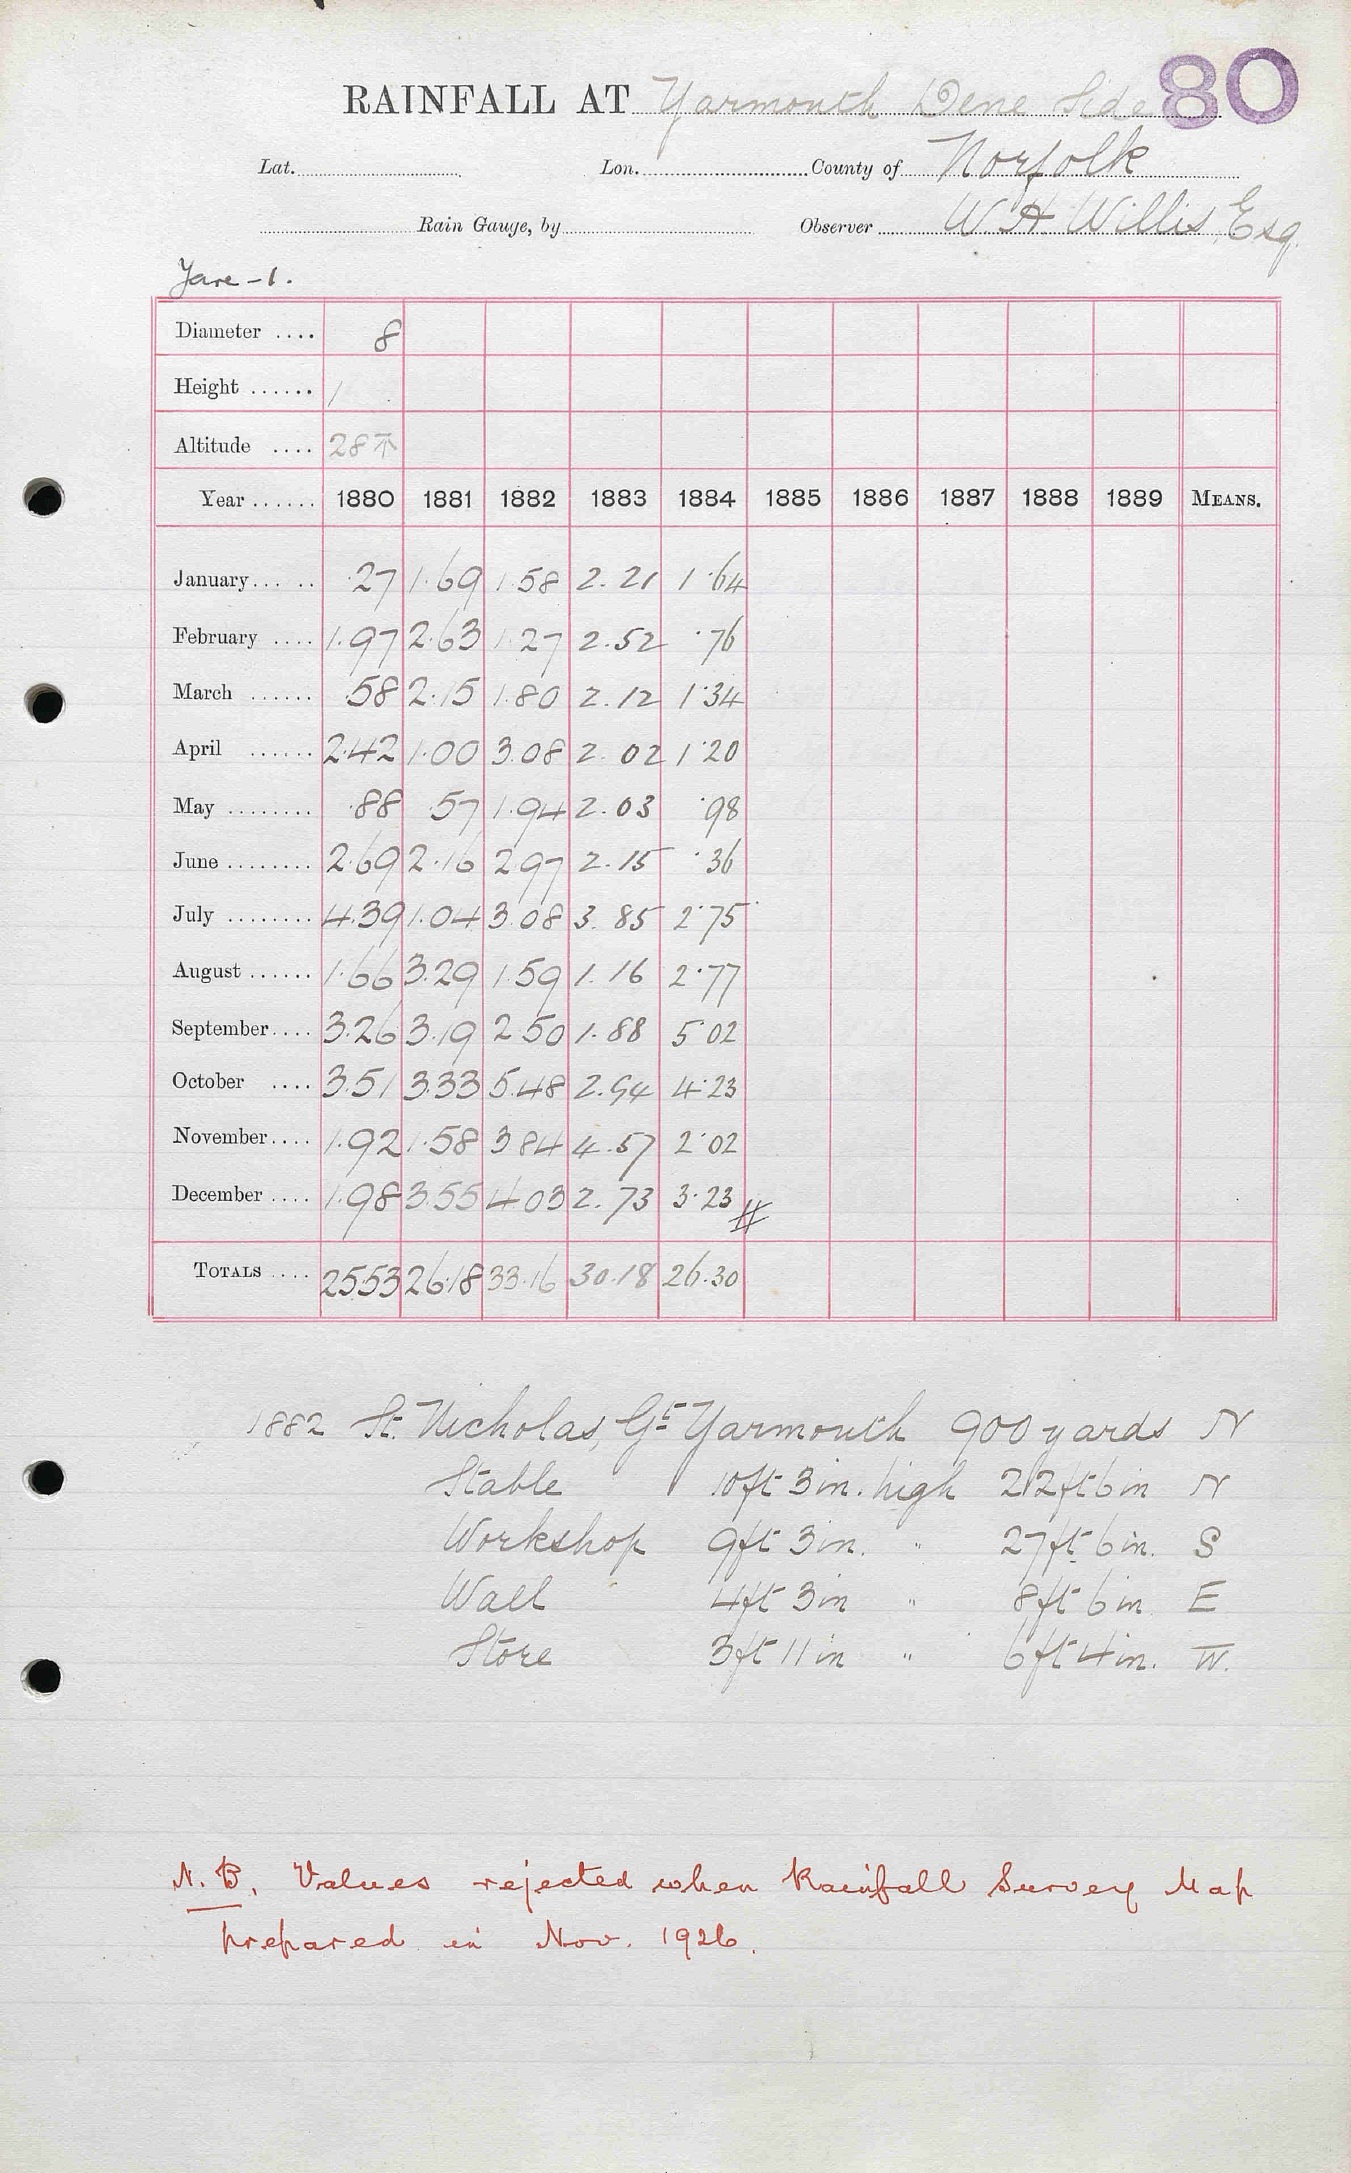 80
RAINFALL AT Yarmouth Dene Side
Lat. Lon. County of Norfolk
Rain Gauge, by Observer W H Willis, Esq.
Yare - 1.
Diameter .... 8
Height ...... 1
Altitude .... 28
Year ...... 1880 1881 1882 1883 1884 1885 1886 1887 1888 1889 MEANS.
January ..... .27 1.69 1.58 2.21 1.64
February .... 1.97 2.63 1.27 2.52 .76
March ...... .58 2.15 1.80 2.12 1.34
April ...... 2.42 1.00 3.08 2.02 1.20
May ........ .88 .57 1.94 2.03 .98
June ........ 2.69 2.16 2.97 2.15 .36
July ........ 4.39 1.04 3.08 3.85 2.75
August ...... 1.66 3.29 1.59 1.16 2.77
September .... 3.26 3.19 2.50 1.88 5.02
October .... 3.51 3.33 5.48 2.94 4.23
November .... 1.92 1.58 3 84 4.57 2.02
December .... 1.98 3.55 4 03 2.73 3.23 #
TOTALS .... 25.53 26.18 33.16 30.18 26.30
1882 St. Nicholas, Gt Yarmouth 900 yards N
Stable 10ft 3in. high 22ft 6in N
Workshop 9ft 3in. " 27ft 6in. S
Wall 4ft 3in " 8ft 6in E
Store 3ft 11in " 6ft 4in. W.
N.B. Values rejected when Rainfall Survey Map
prepared in Nov. 1926.